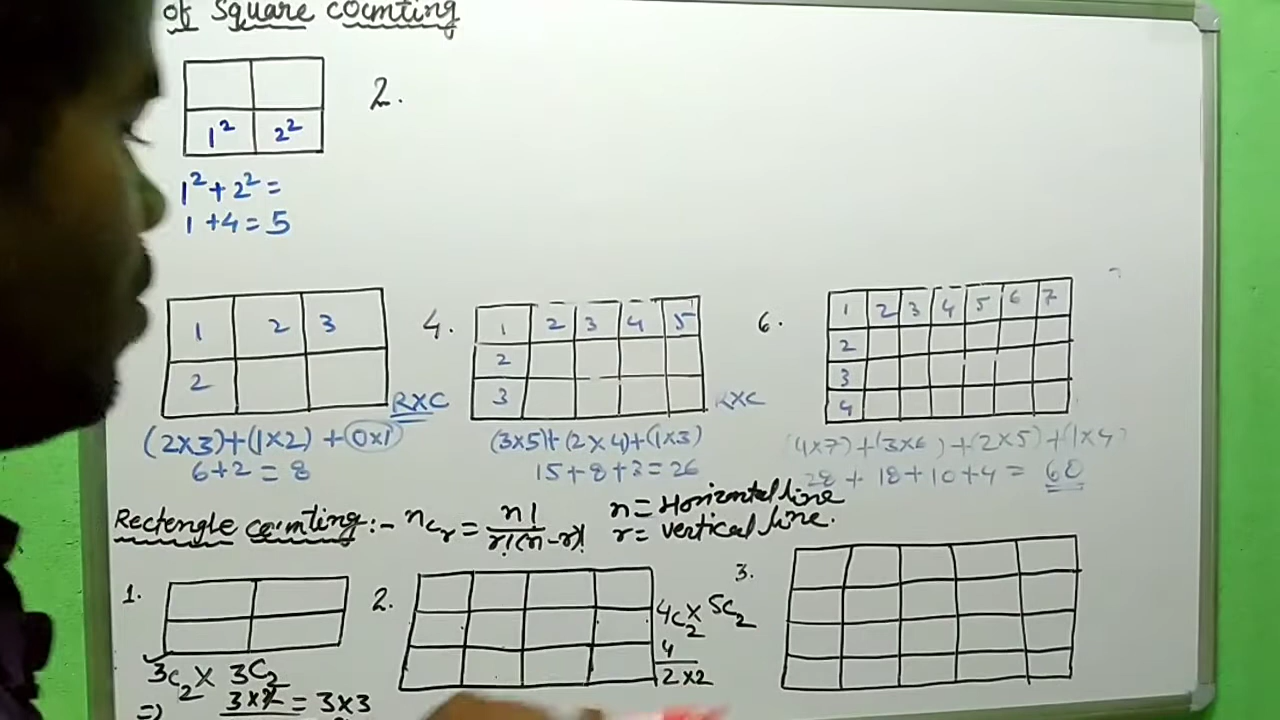 of Square Counting
2.
1² 2²
1² + 2² =
1 + 4 = 5
1 2 3
2
RXC
(2×3)+(1×2) + (0×1)
6+2 = 8
4.
1 2 3 4 5
2
3
RXC
(3×5)+(2×4)+(1×3)
15+8+3=26
6.
1 2 3 4 5 6 7
2
3
4
(4×7)+(3×6)+(2×5)+(1×4)
28 + 18 + 10 + 4 = 60
Rectengle counting:- nCr = n! / r!(n-r)!
n = Horizontal line
r = vertical line.
1.
3C2 × 3C2
⇒ 3×2 = 3×3
2.
4C2 × 5C2
4
2×2
3.